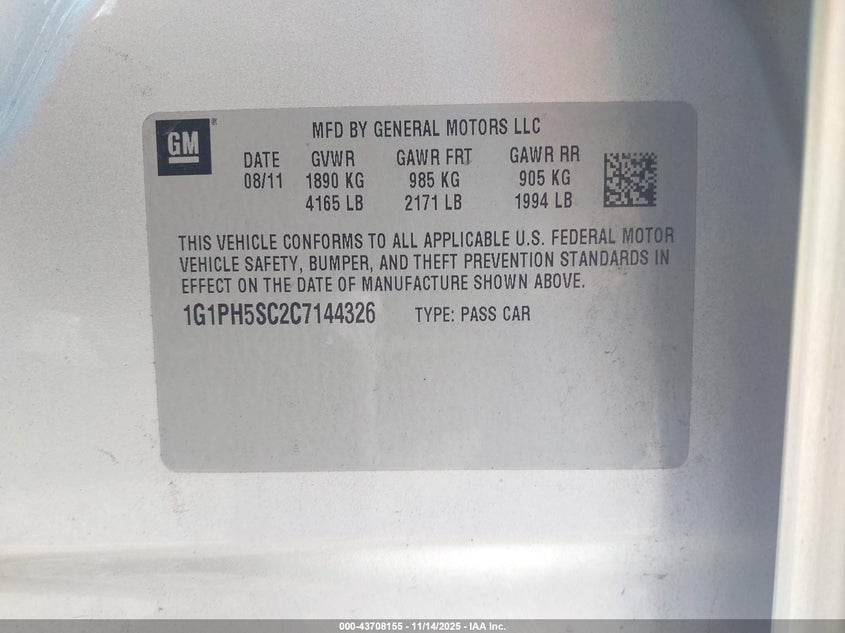 GM ®
MFD BY GENERAL MOTORS LLC
DATE GVWR GAWR FRT GAWR RR
08/11 1890 KG 985 KG 905 KG
4165 LB 2171 LB 1994 LB
THIS VEHICLE CONFORMS TO ALL APPLICABLE U.S. FEDERAL MOTOR
VEHICLE SAFETY, BUMPER, AND THEFT PREVENTION STANDARDS IN
EFFECT ON THE DATE OF MANUFACTURE SHOWN ABOVE.
1G1PH5SC2C7144326 TYPE: PASS CAR
000-43708155 - 11/14/2025 - IAA Inc.